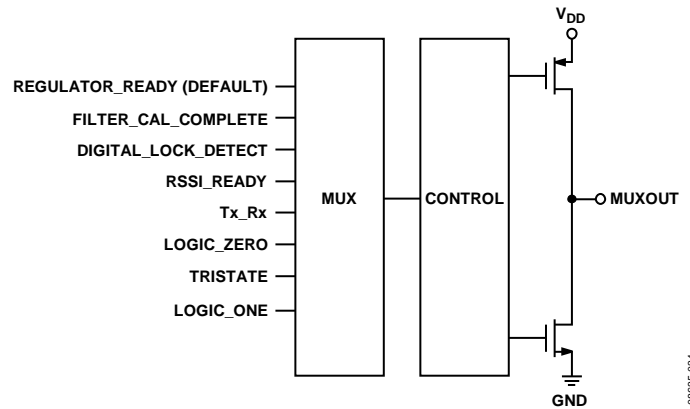 VDD
REGULATOR_READY (DEFAULT)
FILTER_CAL_COMPLETE
DIGITAL_LOCK_DETECT
RSSI_READY
Tx_Rx
LOGIC_ZERO
TRISTATE
LOGIC_ONE
MUX
CONTROL
MUXOUT
GND